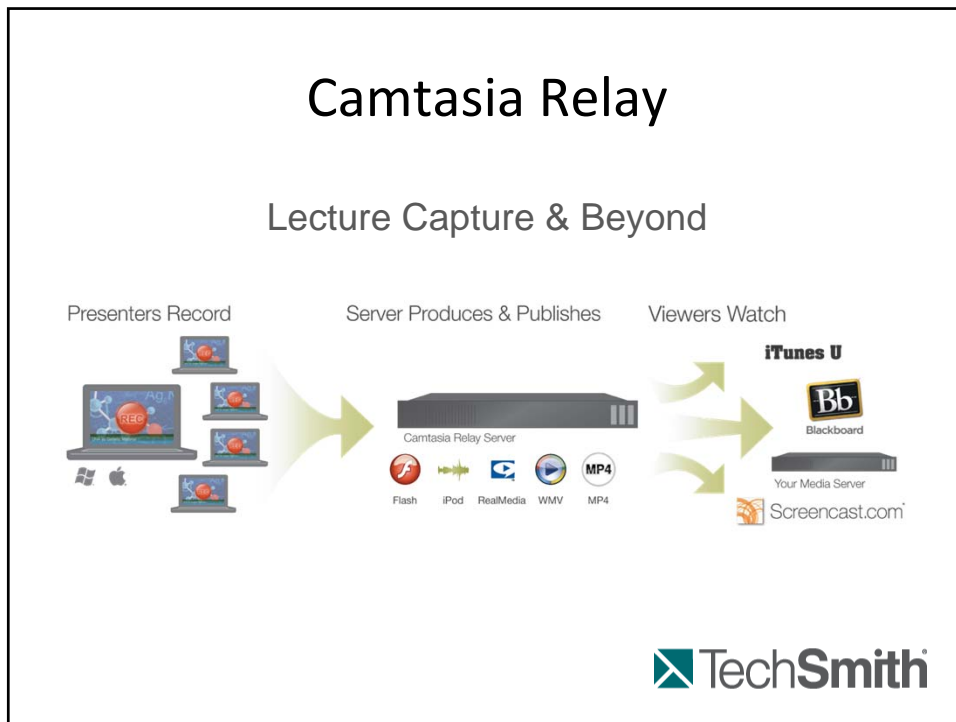 Camtasia Relay
Lecture Capture & Beyond
Presenters Record
Server Produces & Publishes
Viewers Watch
REC
Camtasia Relay Server
Flash
iPod
RealMedia
WMV
MP4
MP4
iTunes U
Bb
Blackboard
Your Media Server
Screencast.com
TechSmith